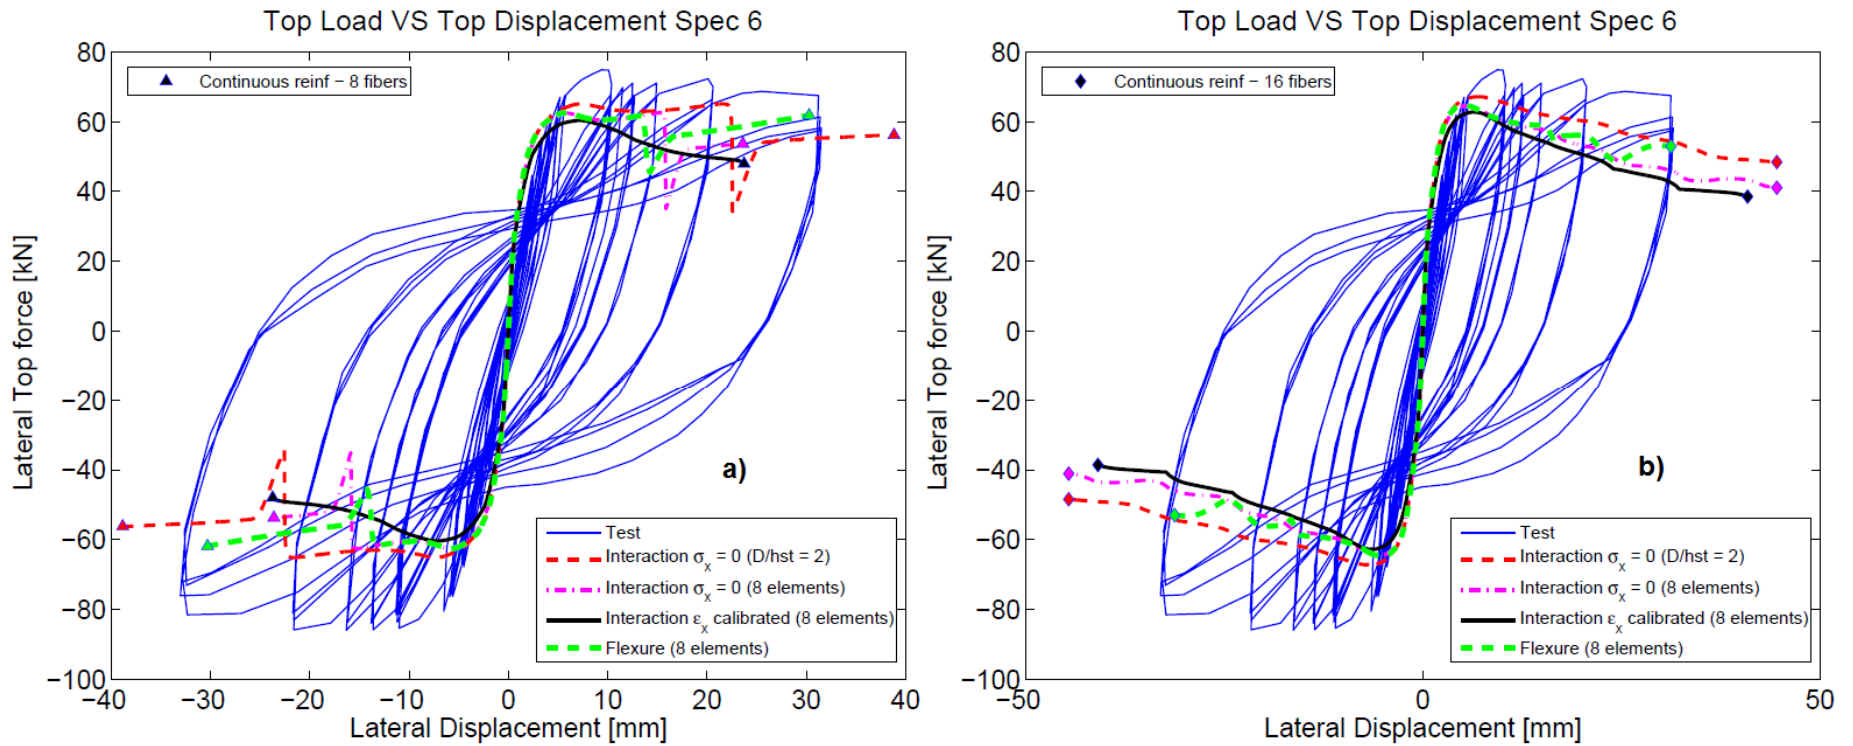 Top Load VS Top Displacement Spec 6
80
60
40
20
0
−20
−40
−60
−80
−100
−40
−30
−20
−10
0
10
20
30
40
Lateral Top force [kN]
Lateral Displacement [mm]
Continuous reinf − 8 fibers
a)
Test
Interaction σx = 0 (D/hst = 2)
Interaction σx = 0 (8 elements)
Interaction εx calibrated (8 elements)
Flexure (8 elements)
Top Load VS Top Displacement Spec 6
80
60
40
20
0
−20
−40
−60
−80
−100
−50
0
50
Lateral Top force [kN]
Lateral Displacement [mm]
Continuous reinf − 16 fibers
b)
Test
Interaction σx = 0 (D/hst = 2)
Interaction σx = 0 (8 elements)
Interaction εx calibrated (8 elements)
Flexure (8 elements)